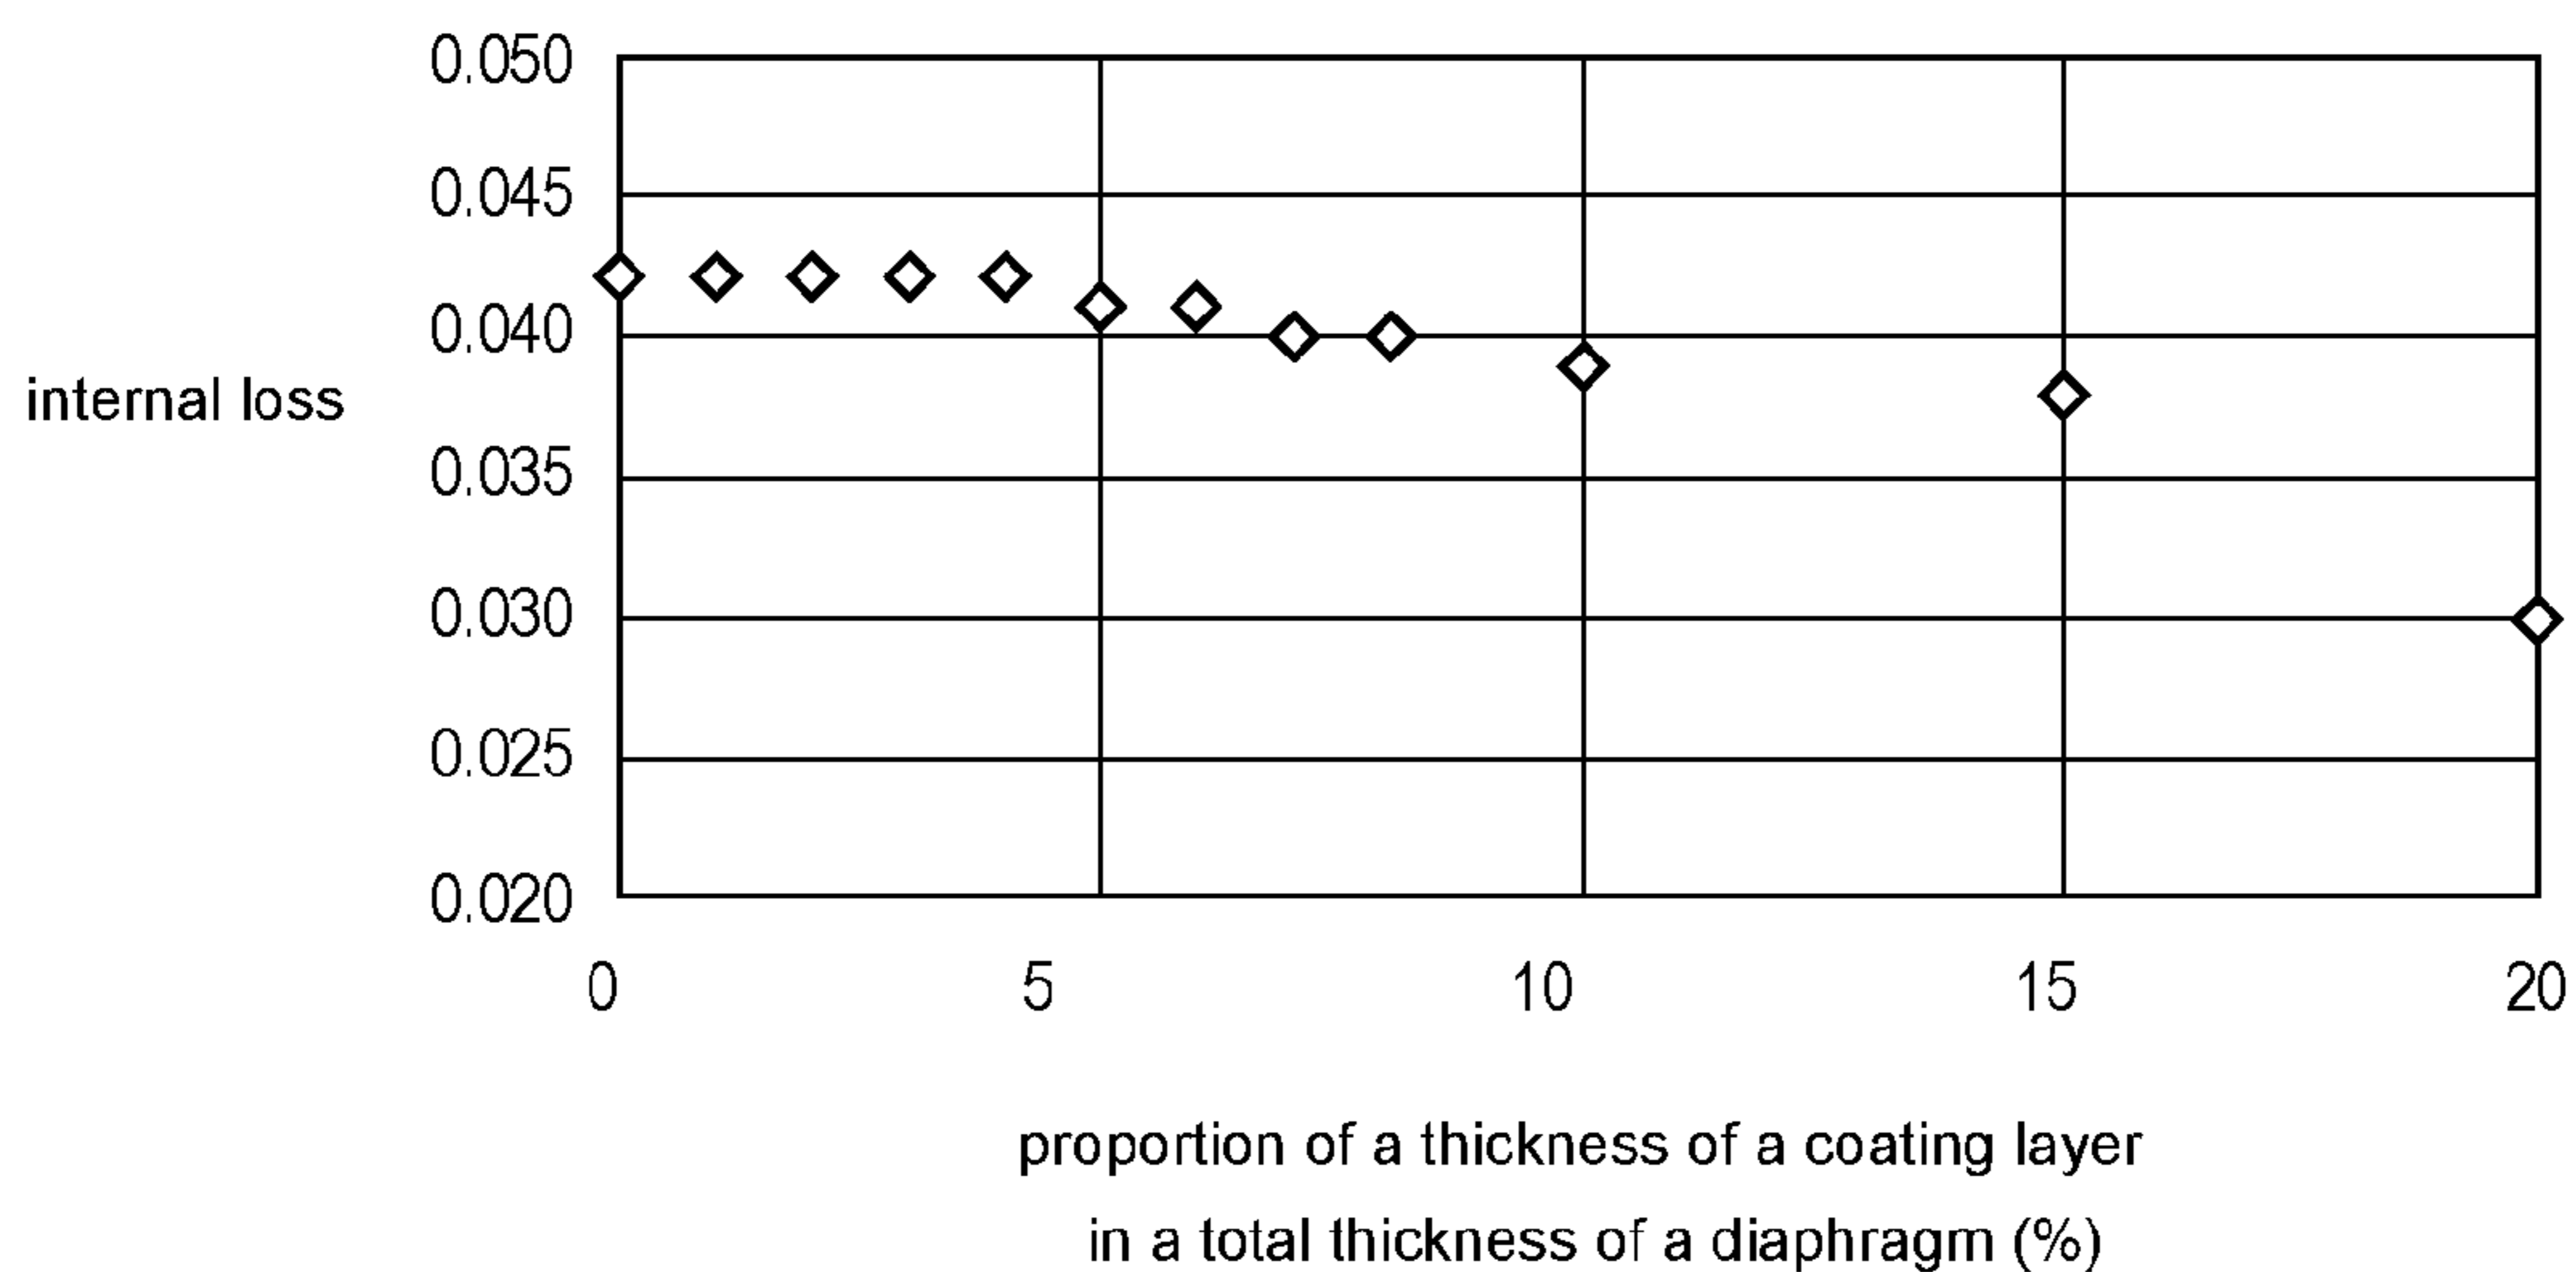 0.050
0.045
0.040
internal loss
0.035
0.030
0.025
0.020
0 5 10 15 20
proportion of a thickness of a coating layer
in a total thickness of a diaphragm (%)